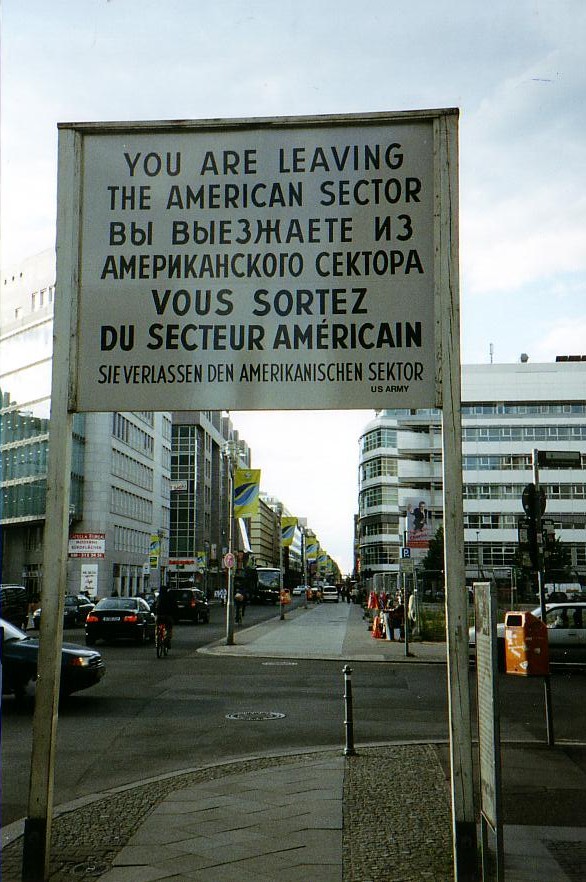 YOU ARE LEAVING
THE AMERICAN SECTOR
ВЫ ВЫЕЗЖАЕТЕ ИЗ
АМЕРИКАНСКОГО СЕКТОРА
VOUS SORTEZ
DU SECTEUR AMÉRICAIN
SIE VERLASSEN DEN AMERIKANISCHEN SEKTOR
US ARMY
P